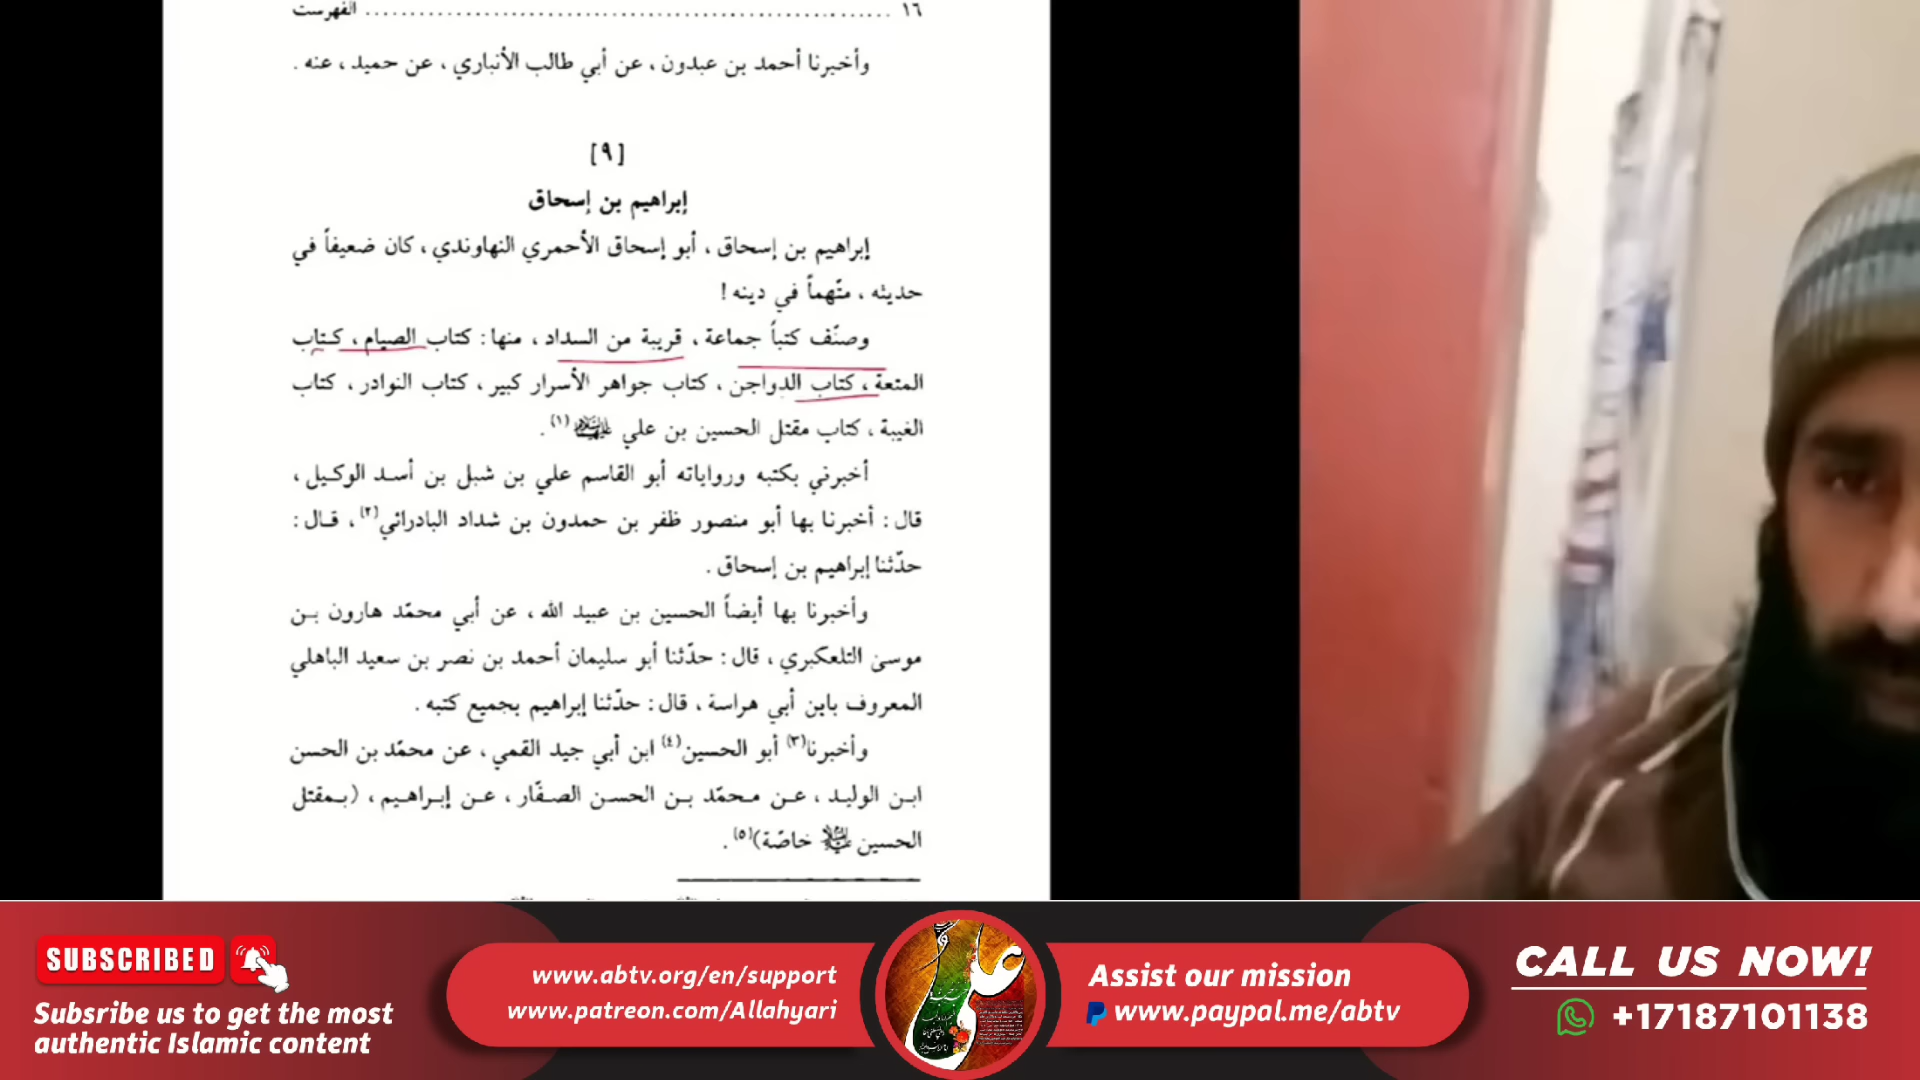 ١٦ ........................ الفهرست
وأخبرنا أحمد بن عبدون، عن أبي طالب الأنباري، عن حميد، عنه.
[٩]
إبراهيم بن إسحاق
إبراهيم بن إسحاق، أبو إسحاق الأحمري النهاوندي، كان ضعيفاً في
حديثه، متّهماً في دينه!
وصنّف كتباً جماعة، قريبة من السداد، منها: كتاب الصيام، كتاب
المتعة، كتاب الدواجن، كتاب جواهر الأسرار كبير، كتاب النوادر، كتاب
الغيبة، كتاب مقتل الحسين بن علي عليهما السلام(١).
أخبرني بكتبه ورواياته أبو القاسم علي بن شبل بن أسد الوكيل،
قال: أخبرنا بها أبو منصور ظفر بن حمدون بن شداد البادرائي(٢)، قال:
حدّثنا إبراهيم بن إسحاق.
وأخبرنا بها أيضاً الحسين بن عبيد الله، عن أبي محمّد هارون بن
موسىٰ التلعكبري، قال: حدّثنا أبو سليمان أحمد بن نصر بن سعيد الباهلي
المعروف بابن أبي هراسة، قال: حدّثنا إبراهيم بجميع كتبه.
وأخبرنا(٣) أبو الحسين(٤) ابن أبي جيد القمي، عن محمّد بن الحسن
ابن الوليد، عن محمّد بن الحسن الصفّار، عن إبراهيم، (بمقتل
الحسين عليه السلام خاصّة)(٥).
SUBSCRIBED
Subsribe us to get the most
authentic Islamic content
www.abtv.org/en/support
www.patreon.com/Allahyari
Assist our mission
www.paypal.me/abtv
CALL US NOW!
+17187101138